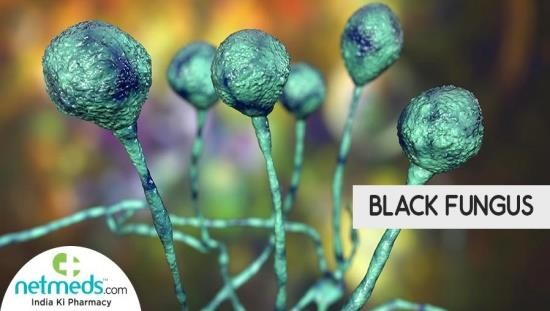 BLACK FUNGUS
netmeds.com
India Ki Pharmacy